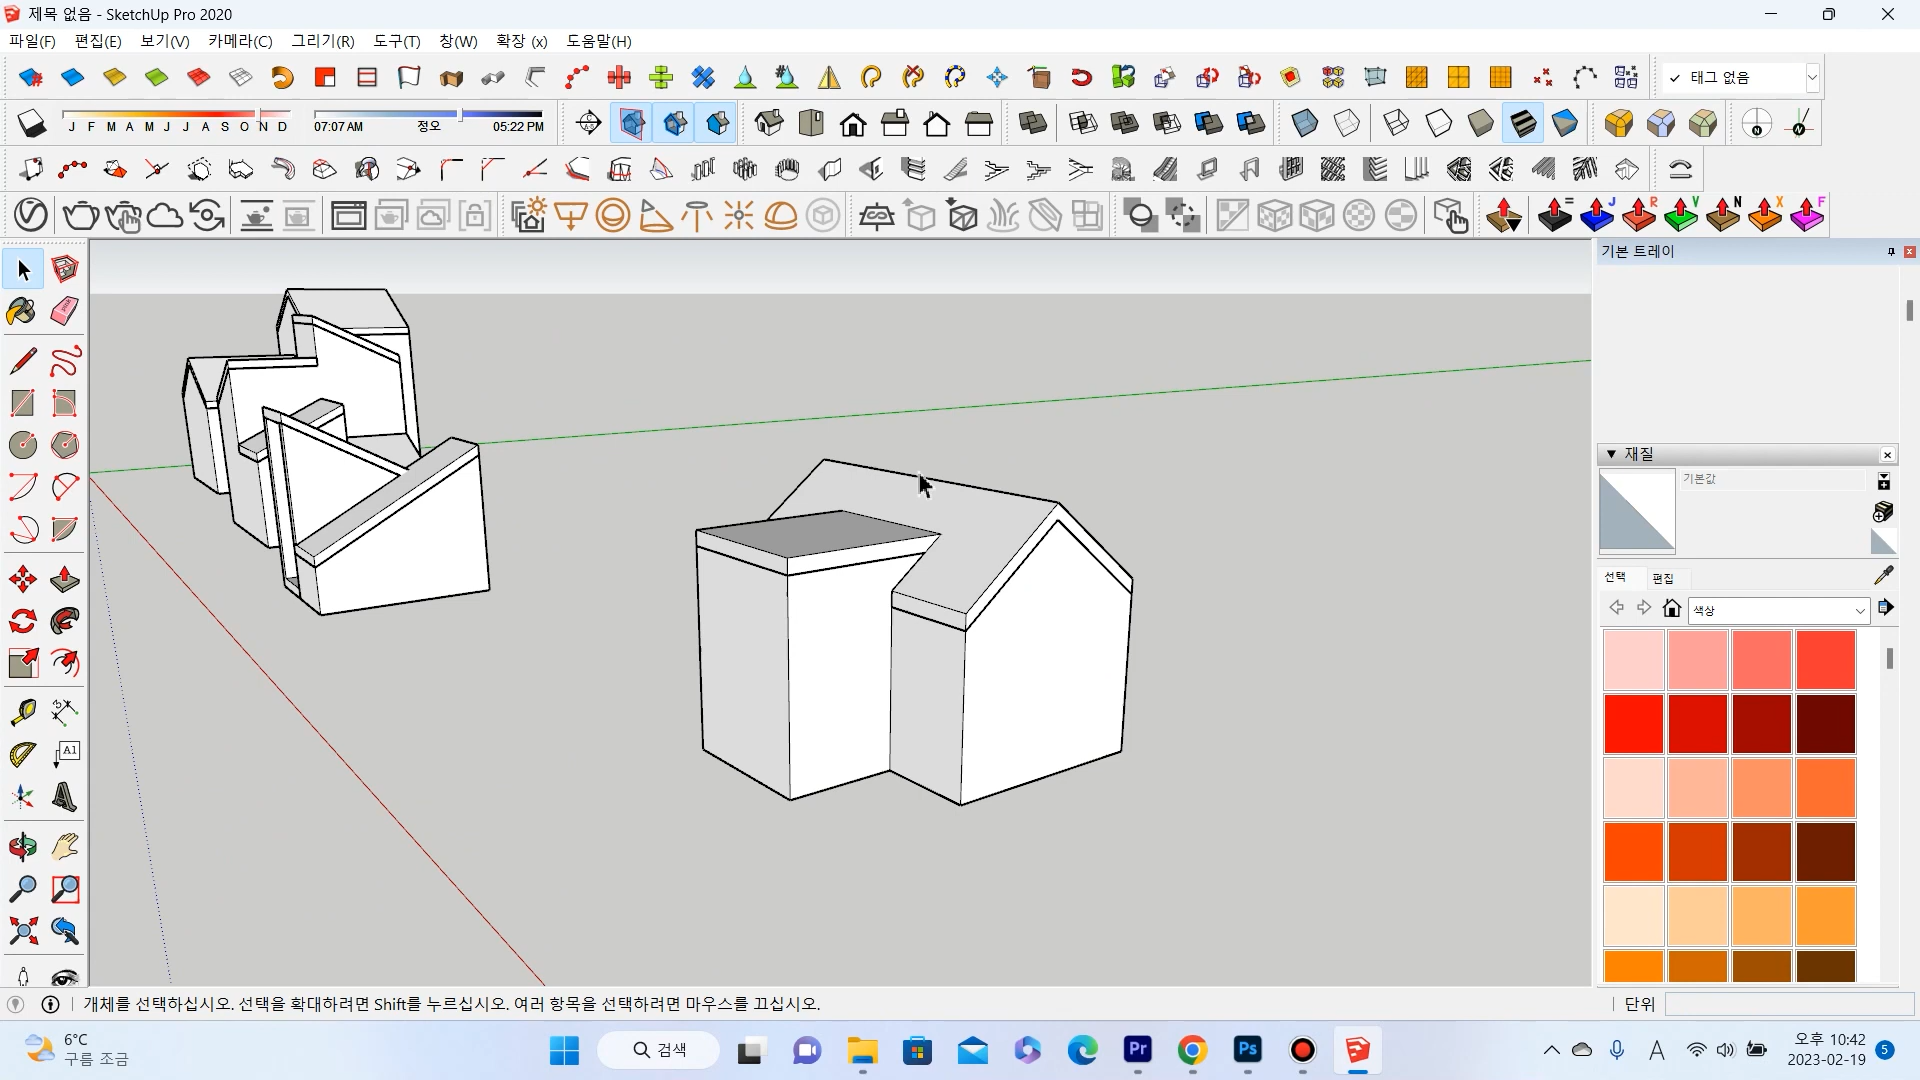 제목 없음 - SketchUp Pro 2020
파일(F) 편집(E) 보기(V) 카메라(C) 그리기(R) 도구(T) 창(W) 확장 (x) 도움말(H)
태그 없음
J F M A M J J A S O N D
07:07 AM 정오 05:22 PM
= J R V N X F
기본 트레이
재질
기본값
선택 편집
색상
A1
개체를 선택하십시오. 선택을 확대하려면 Shift를 누르십시오. 여러 항목을 선택하려면 마우스를 끄십시오.
단위
6°C
구름 조금
검색
Pr
Ps
A
오후 10:42
2023-02-19
5